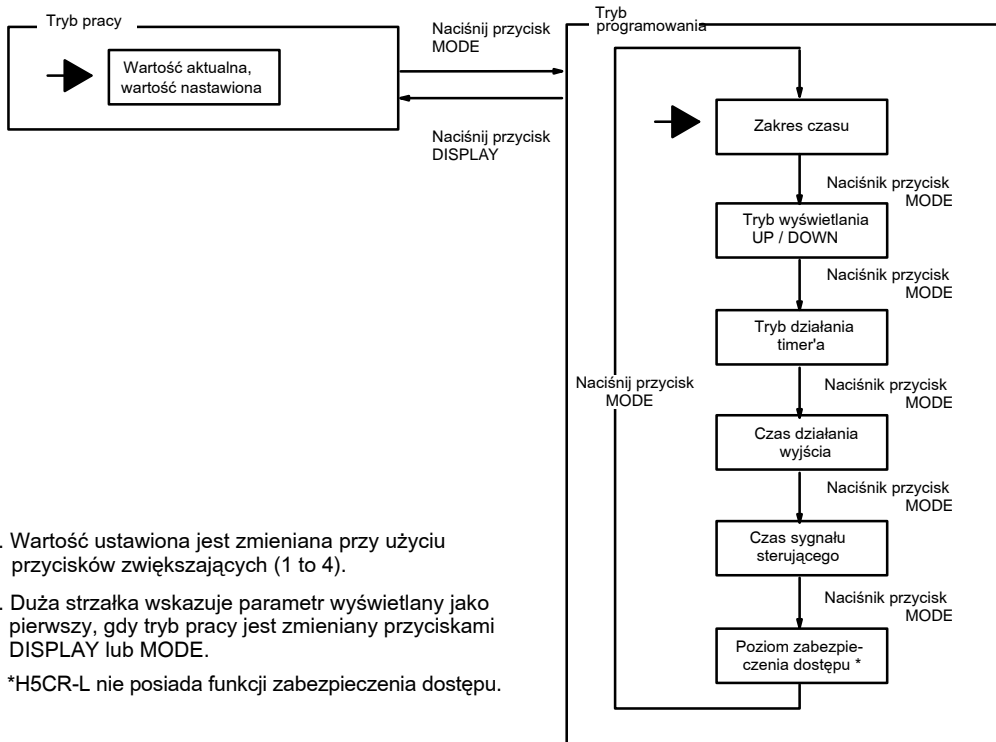 Tryb pracy
Wartość aktualna,
wartość nastawiona
Naciśnij przycisk
MODE
Naciśnij przycisk
DISPLAY
Tryb
programowania
Zakres czasu
Naciśnik przycisk
MODE
Tryb wyświetlania
UP / DOWN
Naciśnik przycisk
MODE
Tryb działania
timer'a
Naciśnij przycisk
MODE
Naciśnik przycisk
MODE
Czas działania
wyjścia
Naciśnik przycisk
MODE
Czas sygnału
sterującego
Naciśnik przycisk
MODE
Poziom zabezpie-
czenia dostępu *
. Wartość ustawiona jest zmieniana przy użyciu
przycisków zwiększających (1 to 4).
. Duża strzałka wskazuje parametr wyświetlany jako
pierwszy, gdy tryb pracy jest zmieniany przyciskami
DISPLAY lub MODE.
*H5CR-L nie posiada funkcji zabezpieczenia dostępu.